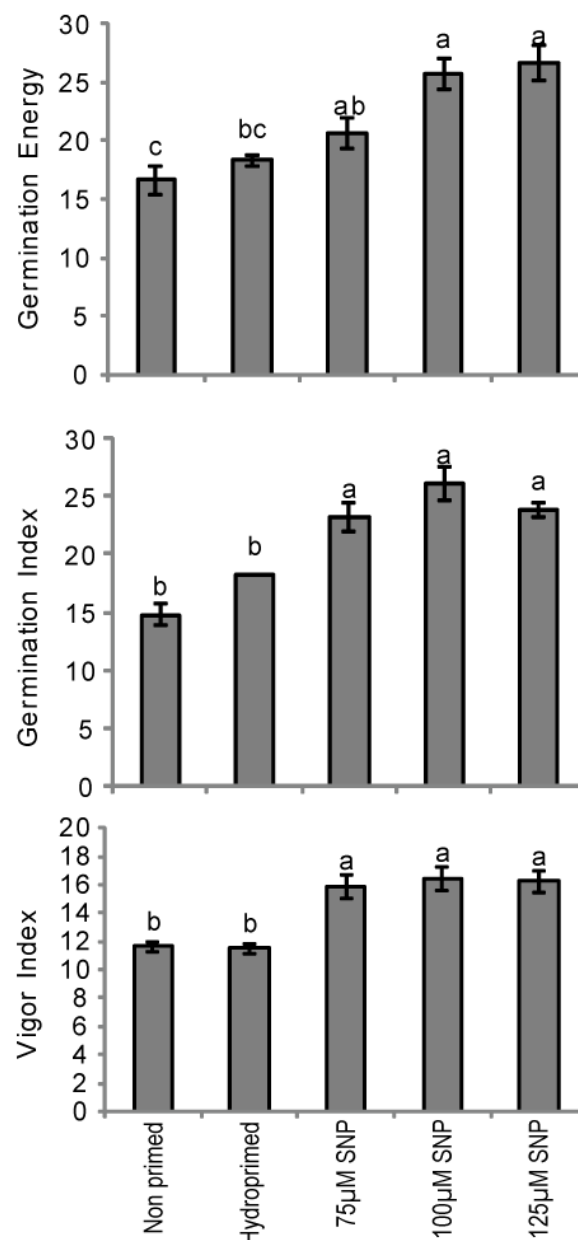 Germination Energy
30
25
20
15
10
5
0
c
bc
ab
a
a
Germination Index
30
25
20
15
10
5
0
b
b
a
a
a
Vigor Index
20
18
16
14
12
10
8
6
4
2
0
b
b
a
a
a
Non primed
Hydroprimed
75µM SNP
100µM SNP
125µM SNP